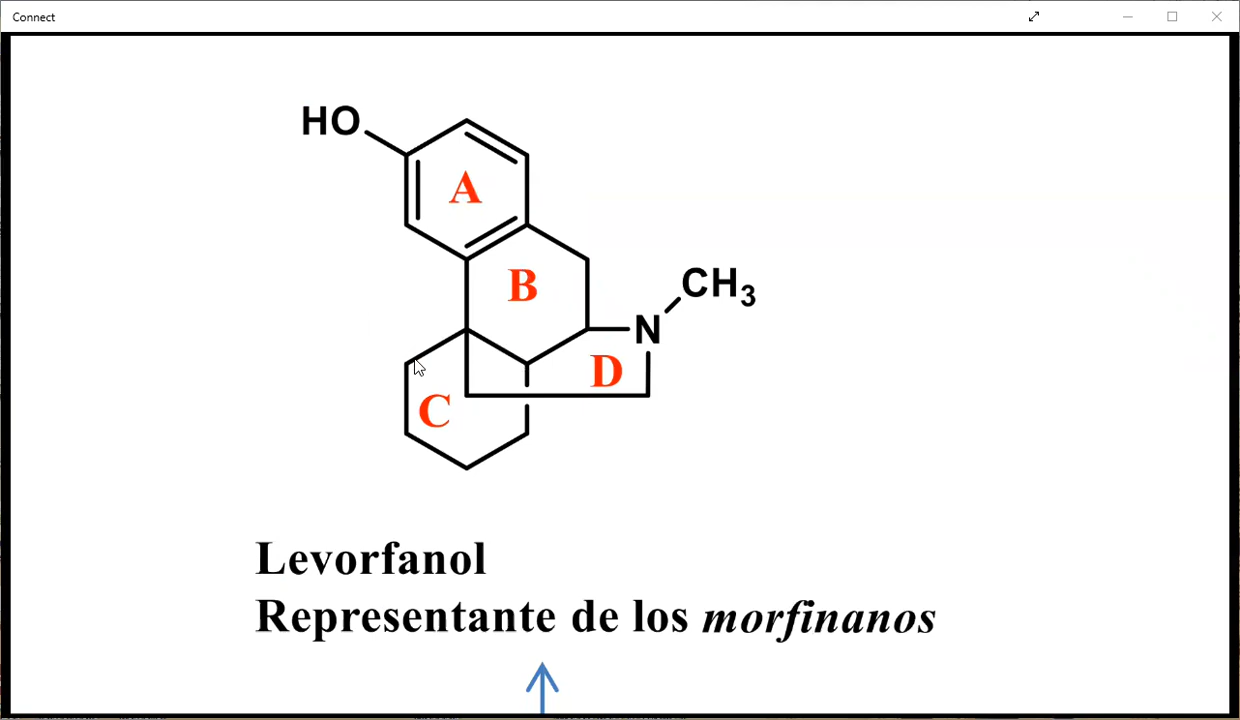 Connect
HO
A
B
CH3
N
D
C
Levorfanol
Representante de los morfinanos